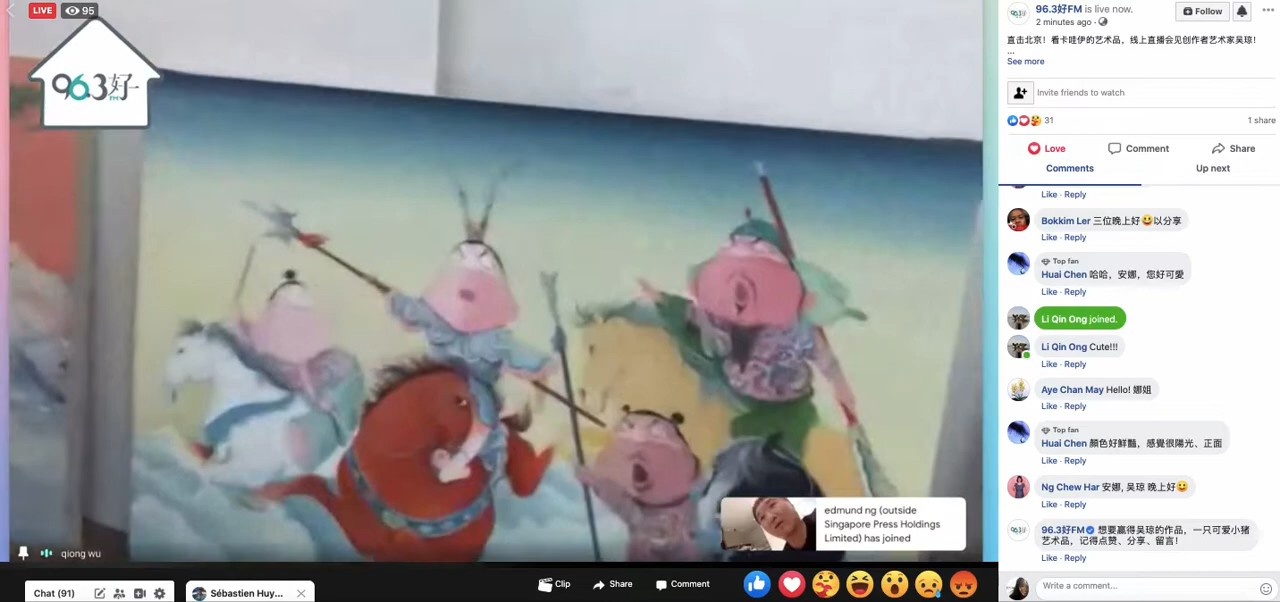 LIVE
95
96.3好
FM
edmund ng (outside
Singapore Press Holdings
Limited) has joined
qiong wu
Clip
Share
Comment
Chat (91)
Sébastien Huy...
96.3好FM is live now.
2 minutes ago
Follow
直击北京！看卡哇伊的艺术品，线上直播会见创作者艺术家吴琼！
...
See more
Invite friends to watch
31
1 share
Love
Comment
Share
Comments
Up next
Like · Reply
Bokkim Ler 三位晚上好😃以分享
Like · Reply
Top fan
Huai Chen 哈哈，安娜，您好可愛
Like · Reply
Li Qin Ong joined.
Li Qin Ong Cute!!!
Like · Reply
Aye Chan May Hello! 娜姐
Like · Reply
Top fan
Huai Chen 顏色好鮮豔，感覺很陽光、正面
Like · Reply
Ng Chew Har 安娜, 吴琼 晚上好😀
Like · Reply
96.3好FM 想要赢得吴琼的作品，一只可爱小猪
艺术品，记得点赞、分享、留言！
Like · Reply
Write a comment...